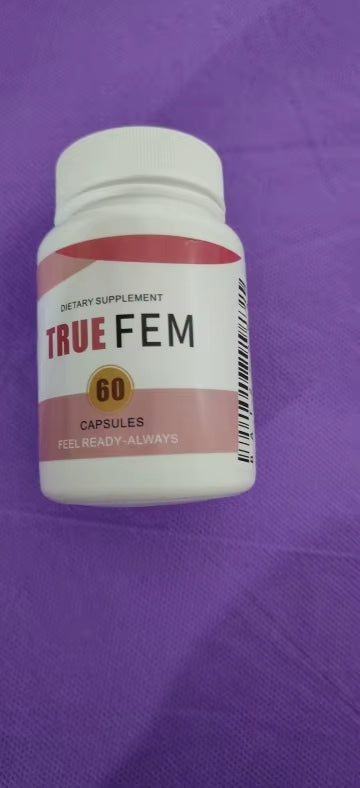 DIETARY SUPPLEMENT
TRUE FEM
60
CAPSULES
FEEL READY-ALWAYS